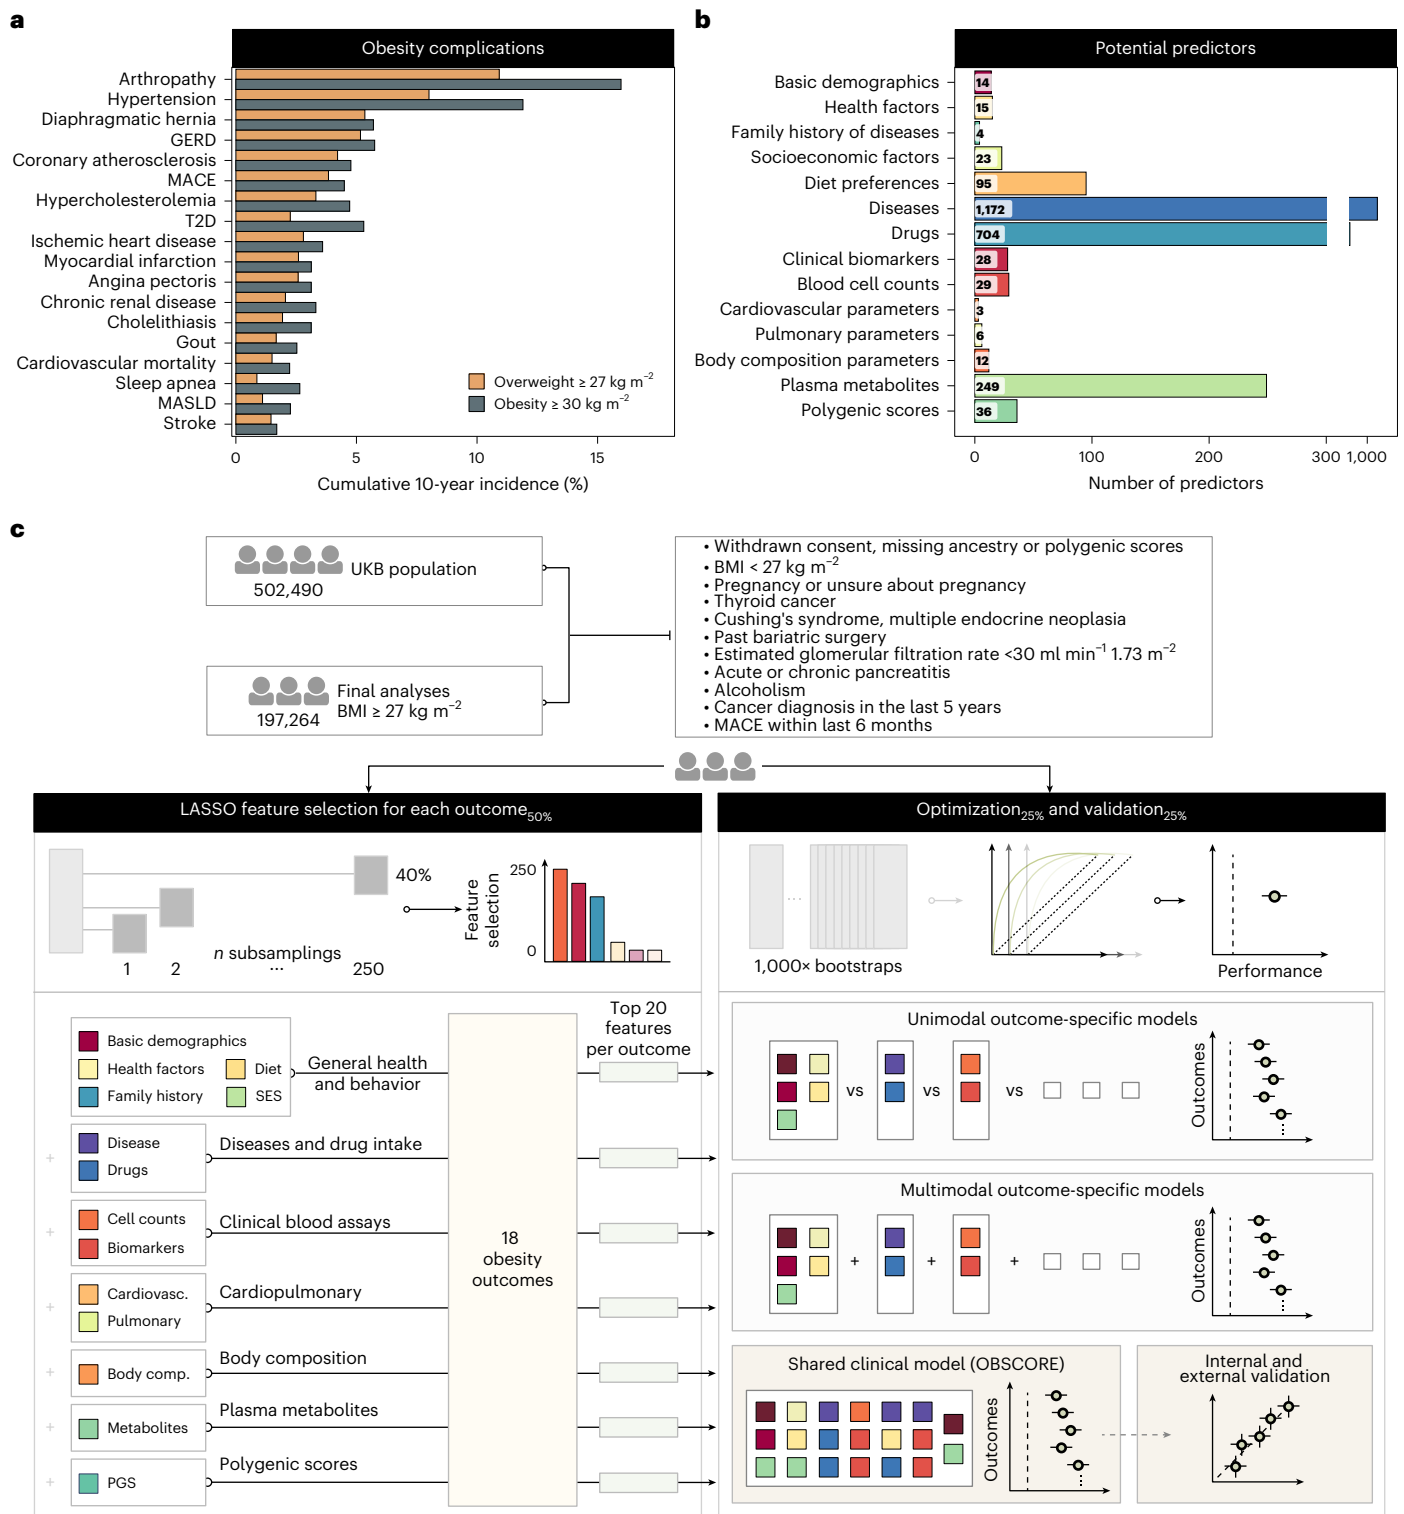 a
Obesity complications
Arthropathy
Hypertension
Diaphragmatic hernia
GERD
Coronary atherosclerosis
MACE
Hypercholesterolemia
T2D
Ischemic heart disease
Myocardial infarction
Angina pectoris
Chronic renal disease
Cholelithiasis
Gout
Cardiovascular mortality
Sleep apnea
MASLD
Stroke
Overweight ≥ 27 kg m⁻²
Obesity ≥ 30 kg m⁻²
0 5 10 15
Cumulative 10-year incidence (%)
b
Potential predictors
Basic demographics 14
Health factors 15
Family history of diseases 4
Socioeconomic factors 23
Diet preferences 95
Diseases 1,172
Drugs 704
Clinical biomarkers 28
Blood cell counts 29
Cardiovascular parameters 3
Pulmonary parameters 6
Body composition parameters 12
Plasma metabolites 249
Polygenic scores 36
0 100 200 300 1,000
Number of predictors
c
UKB population
502,490
Final analyses
BMI ≥ 27 kg m⁻²
197,264
• Withdrawn consent, missing ancestry or polygenic scores
• BMI < 27 kg m⁻²
• Pregnancy or unsure about pregnancy
• Thyroid cancer
• Cushing's syndrome, multiple endocrine neoplasia
• Past bariatric surgery
• Estimated glomerular filtration rate <30 ml min⁻¹ 1.73 m⁻²
• Acute or chronic pancreatitis
• Alcoholism
• Cancer diagnosis in the last 5 years
• MACE within last 6 months
LASSO feature selection for each outcome50%
40%
1 2 n subsamplings ... 250
Feature
selection
250
0
Optimization25% and validation25%
...
1,000× bootstraps
Performance
Basic demographics
Health factors
Diet
Family history
SES
General health
and behavior
+
Disease
Drugs
Diseases and drug intake
+
Cell counts
Biomarkers
Clinical blood assays
+
Cardiovasc.
Pulmonary
Cardiopulmonary
+
Body comp.
Body composition
+
Metabolites
Plasma metabolites
+
PGS
Polygenic scores
18
obesity
outcomes
Top 20
features
per outcome
Unimodal outcome-specific models
vs vs vs
Outcomes
Multimodal outcome-specific models
+ + +
Outcomes
Shared clinical model (OBSCORE)
Outcomes
Internal and
external validation